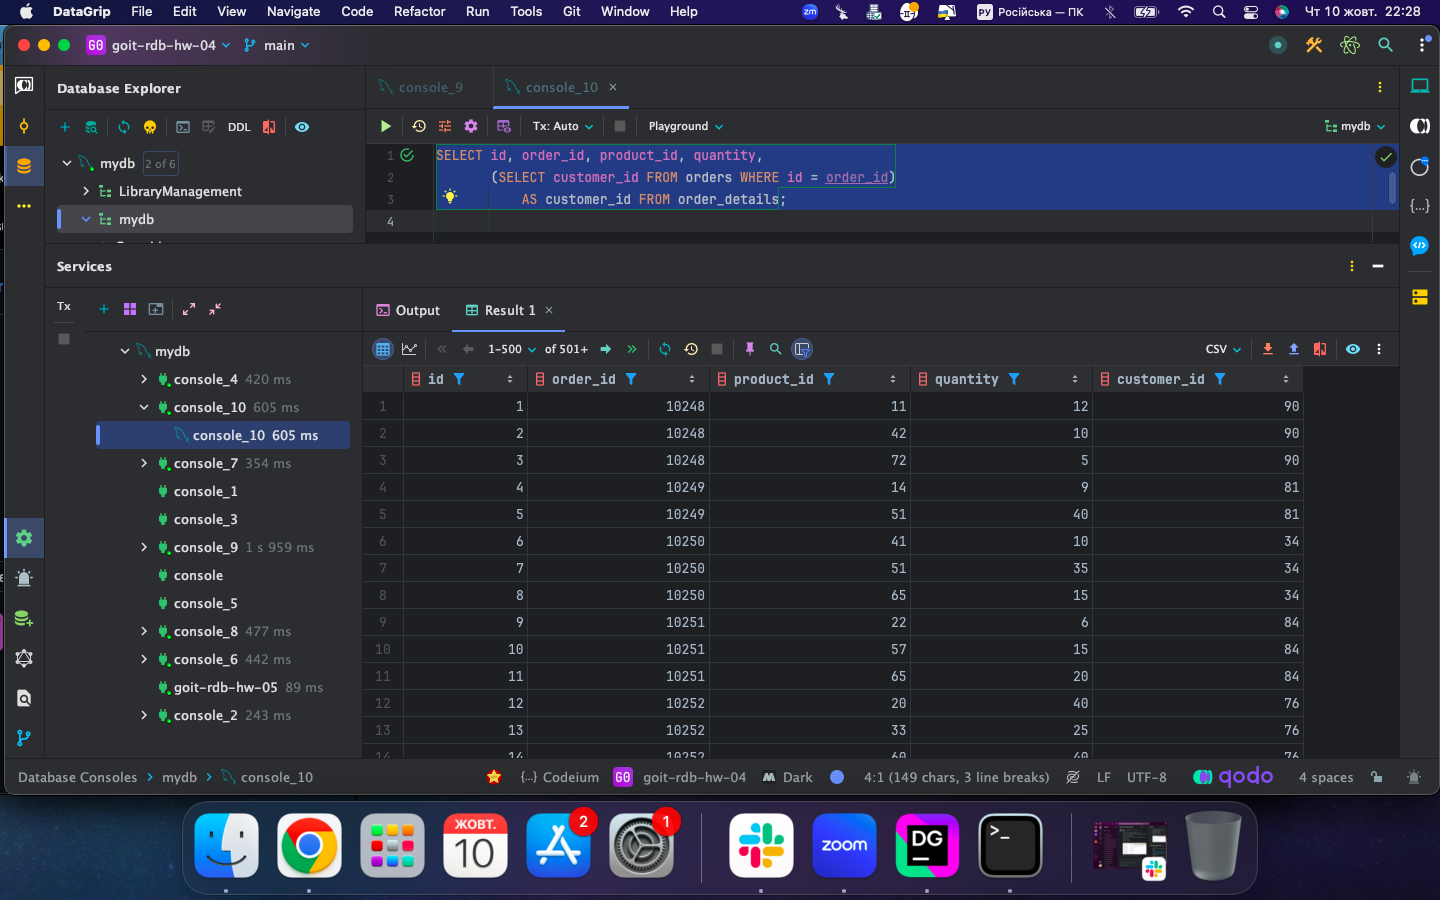 DataGrip File Edit View Navigate Code Refactor Run Tools Git Window Help zm РУ Російська — ПК Чт 10 жовт. 22:28
G0 goit-rdb-hw-04 main
Database Explorer
console_9 console_10
DDL
Tx: Auto Playground mydb
mydb 2 of 6
LibraryManagement
mydb
1 SELECT id, order_id, product_id, quantity,
2 (SELECT customer_id FROM orders WHERE id = order_id)
3 AS customer_id FROM order_details;
4
Services
Tx
Output Result 1
1-500 of 501+ CSV
mydb
console_4 420 ms
console_10 605 ms
console_10 605 ms
console_7 354 ms
console_1
console_3
console_9 1 s 959 ms
console
console_5
console_8 477 ms
console_6 442 ms
goit-rdb-hw-05 89 ms
console_2 243 ms
id order_id product_id quantity customer_id
1 1 10248 11 12 90
2 2 10248 42 10 90
3 3 10248 72 5 90
4 4 10249 14 9 81
5 5 10249 51 40 81
6 6 10250 41 10 34
7 7 10250 51 35 34
8 8 10250 65 15 34
9 9 10251 22 6 84
10 10 10251 57 15 84
11 11 10251 65 20 84
12 12 10252 20 40 76
13 13 10252 33 25 76
14 14 10252 60 40 76
Database Consoles mydb console_10 {..} Codeium G0 goit-rdb-hw-04 M Dark 4:1 (149 chars, 3 line breaks) LF UTF-8 qodo 4 spaces
ЖОВТ.
10
2
1
zoom
DG
>_